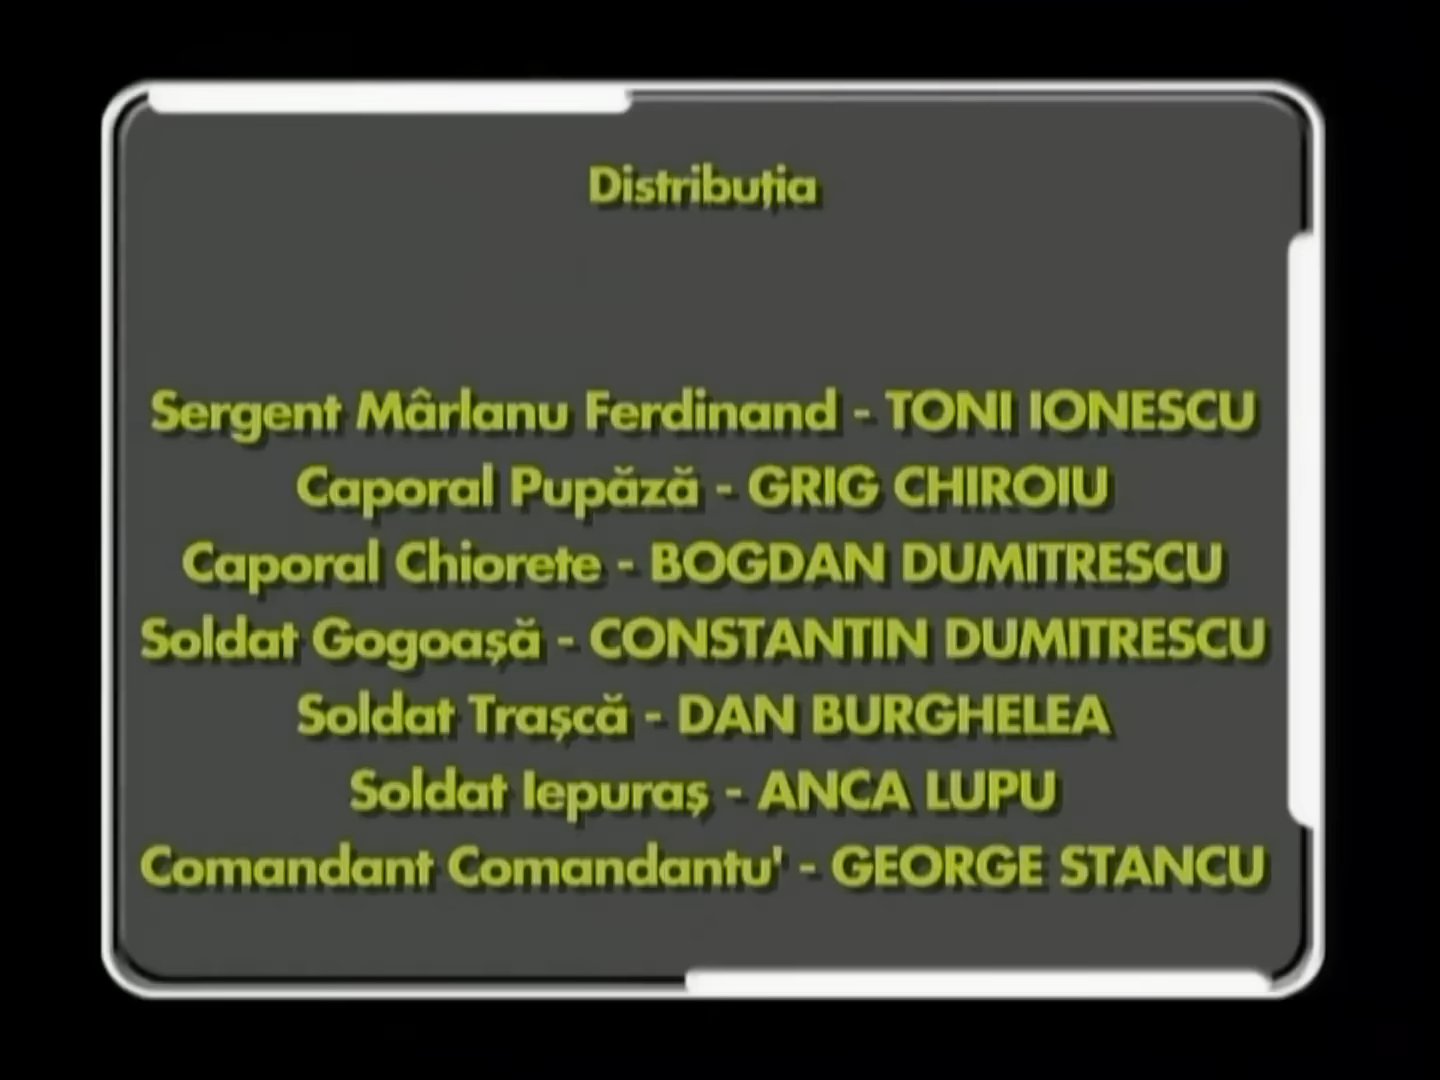 Distribuția
Sergent Mârlanu Ferdinand - TONI IONESCU
Caporal Pupăză - GRIG CHIROIU
Caporal Chiorete - BOGDAN DUMITRESCU
Soldat Gogoașă - CONSTANTIN DUMITRESCU
Soldat Trașcă - DAN BURGHELEA
Soldat Iepuraș - ANCA LUPU
Comandant Comandantu' - GEORGE STANCU